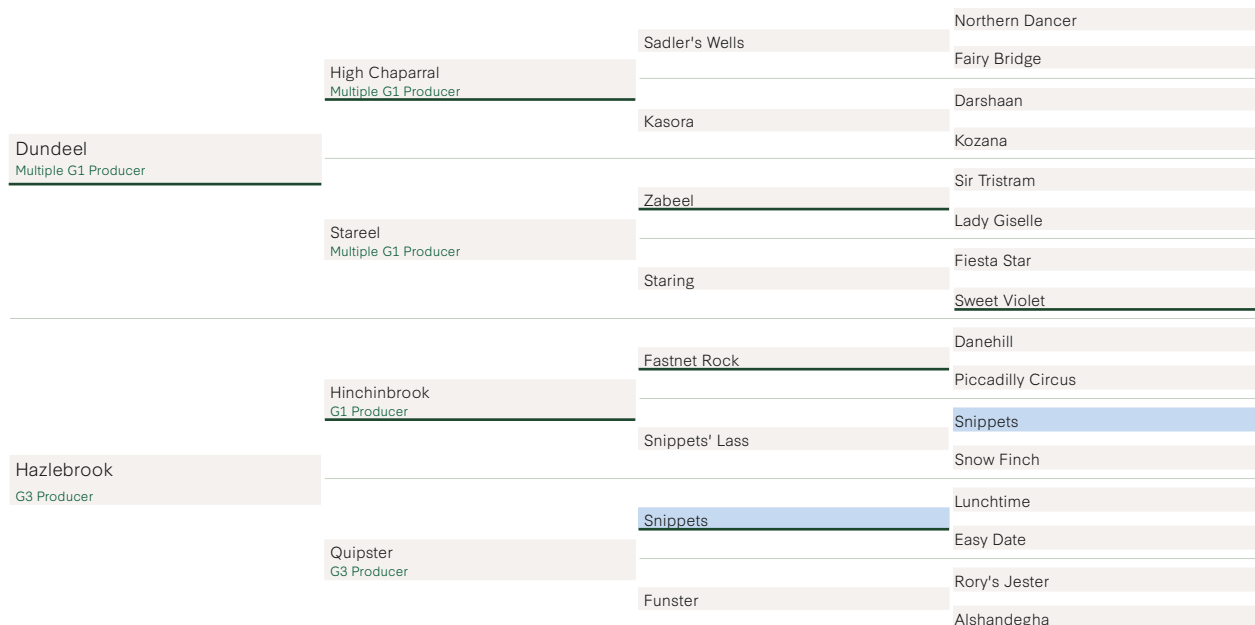 Dundeel
Multiple G1 Producer
Hazlebrook
G3 Producer
High Chaparral
Multiple G1 Producer
Stareel
Multiple G1 Producer
Hinchinbrook
G1 Producer
Quipster
G3 Producer
Sadler's Wells
Kasora
Zabeel
Staring
Fastnet Rock
Snippets' Lass
Snippets
Funster
Northern Dancer
Fairy Bridge
Darshaan
Kozana
Sir Tristram
Lady Giselle
Fiesta Star
Sweet Violet
Danehill
Piccadilly Circus
Snippets
Snow Finch
Lunchtime
Easy Date
Rory's Jester
Alshandegha